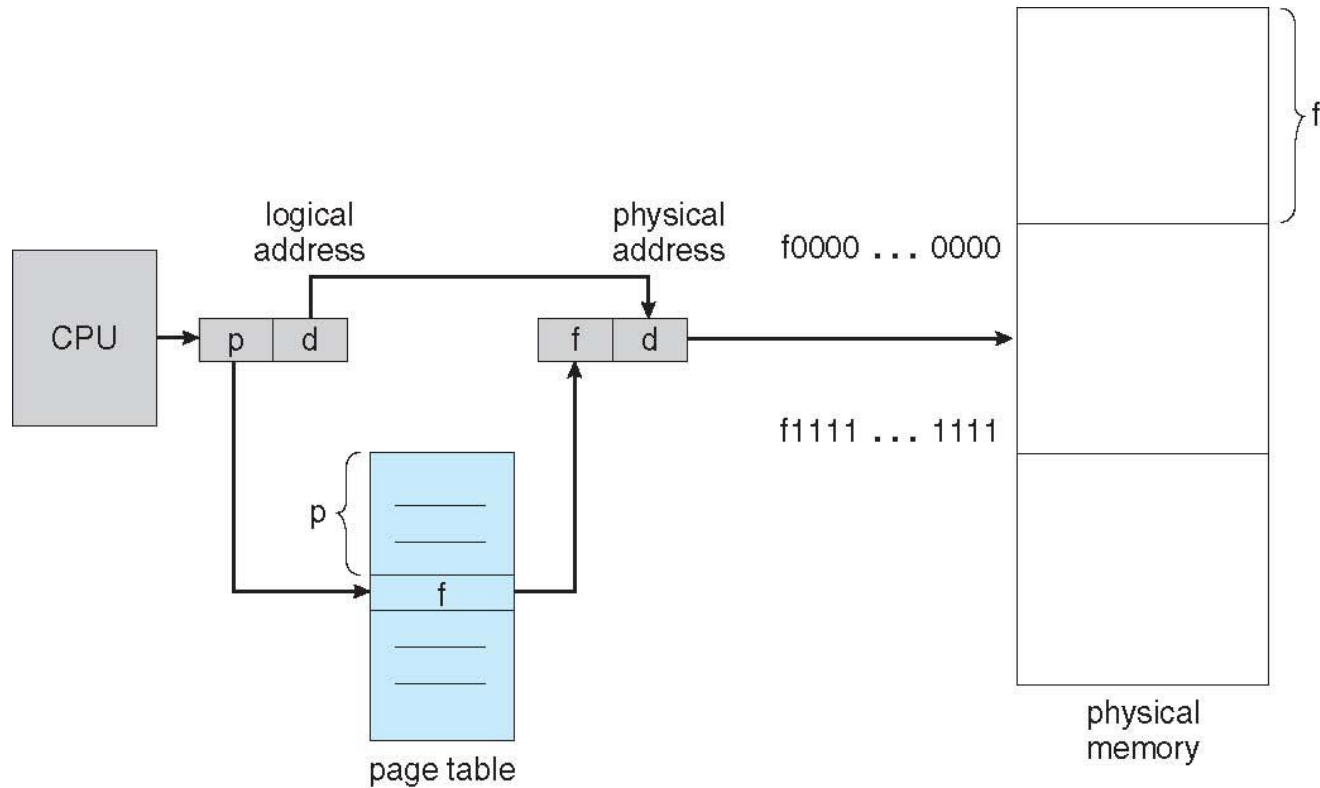 f
logical
address
physical
address
f0000 ... 0000
CPU
p d
f d
f1111 ... 1111
p
f
physical
memory
page table